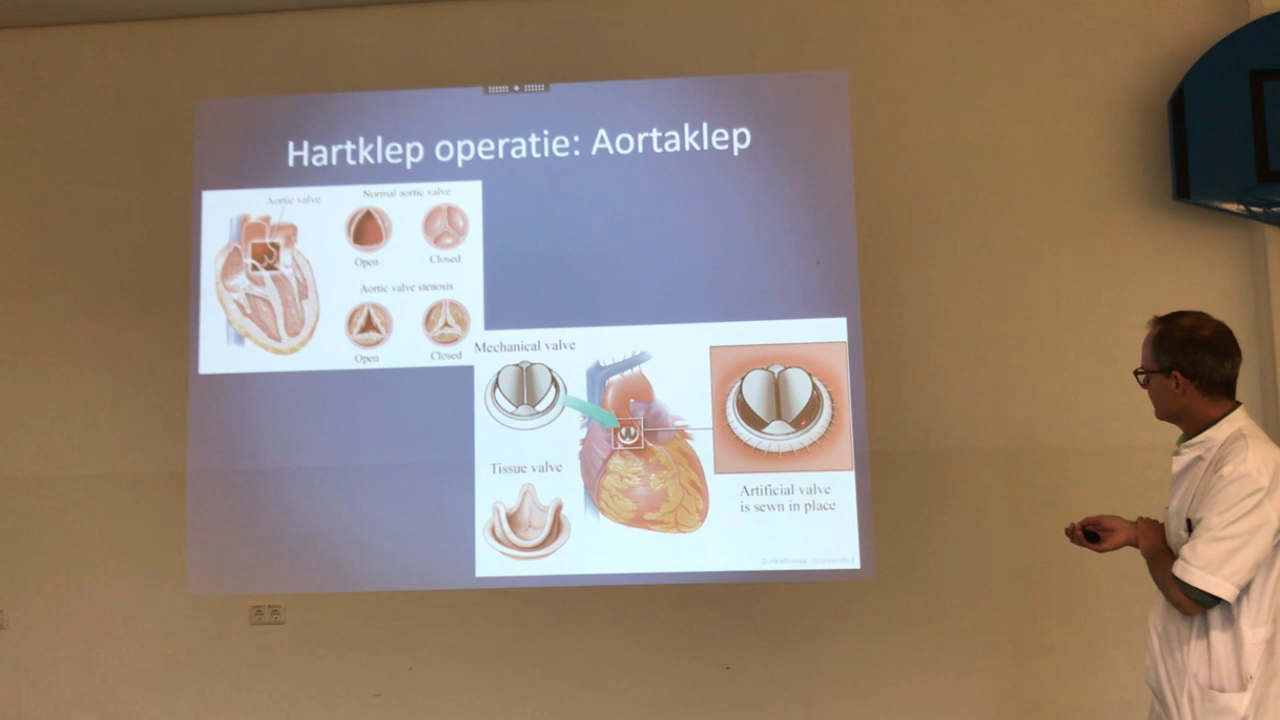 Hartklep operatie: Aortaklep
Aortic valve
Normal aortic valve
Open
Closed
Aortic valve stenosis
Open
Closed
Mechanical valve
Tissue valve
Artificial valve
is sewn in place